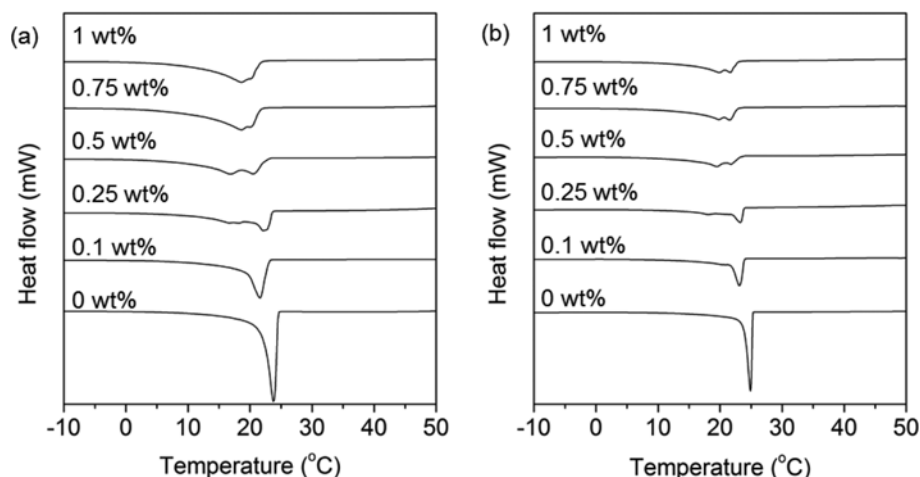 (a)
1 wt%
0.75 wt%
0.5 wt%
0.25 wt%
0.1 wt%
0 wt%
Heat flow (mW)
-10 0 10 20 30 40 50
Temperature (°C)
(b)
1 wt%
0.75 wt%
0.5 wt%
0.25 wt%
0.1 wt%
0 wt%
Heat flow (mW)
-10 0 10 20 30 40 50
Temperature (°C)